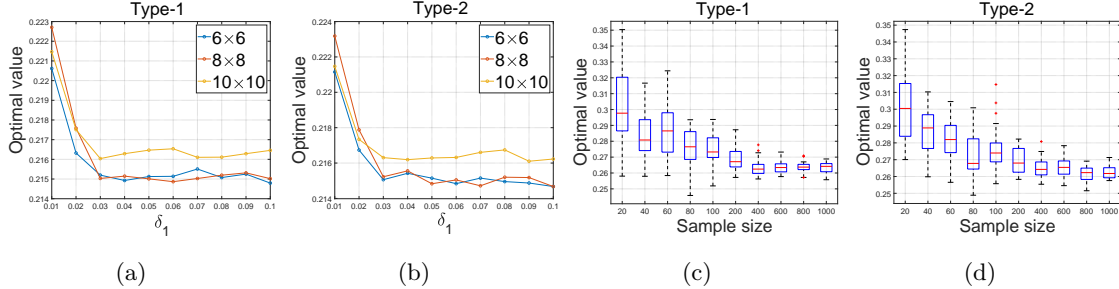 Type-1
Optimal value
0.223
0.222
0.221
0.22
0.219
0.218
0.217
0.216
0.215
0.214
0.01 0.02 0.03 0.04 0.05 0.06 0.07 0.08 0.09 0.1
δ1
6×6
8×8
10×10
(a)
Type-2
Optimal value
0.224
0.222
0.22
0.218
0.216
0.214
0.01 0.02 0.03 0.04 0.05 0.06 0.07 0.08 0.09 0.1
δ1
6×6
8×8
10×10
(b)
Type-1
Optimal value
0.35
0.34
0.33
0.32
0.31
0.3
0.29
0.28
0.27
0.26
0.25
20 40 60 80 100 200 400 600 800 1000
Sample size
(c)
Type-2
Optimal value
0.35
0.34
0.33
0.32
0.31
0.3
0.29
0.28
0.27
0.26
0.25
20 40 60 80 100 200 400 600 800 1000
Sample size
(d)